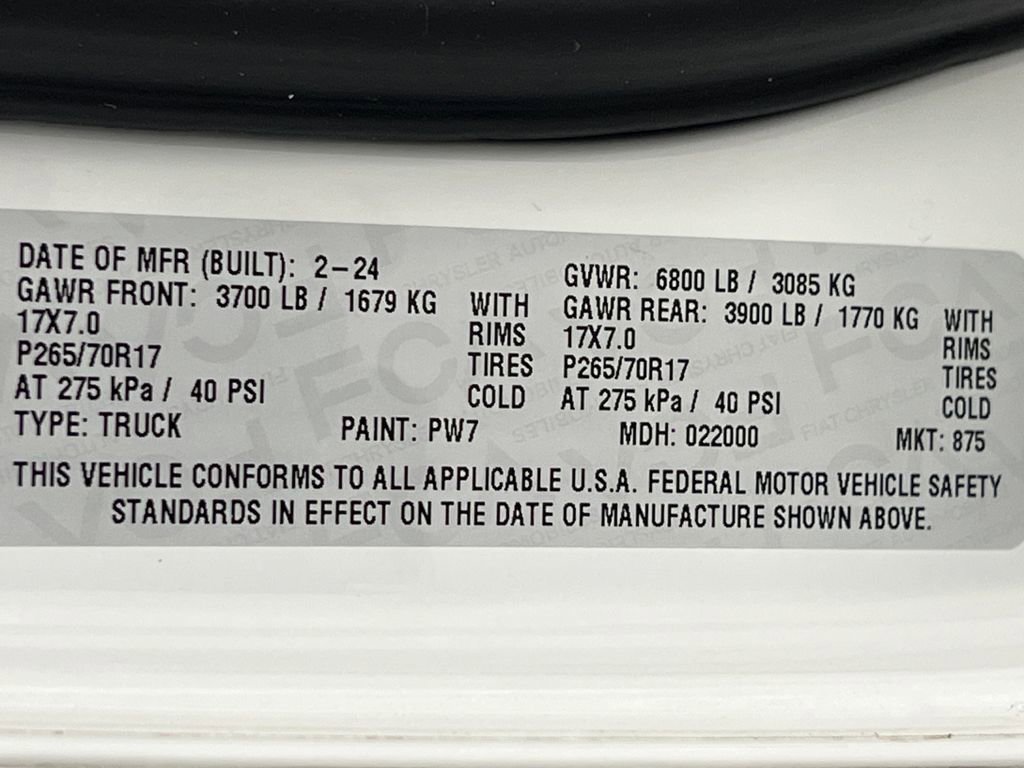 DATE OF MFR (BUILT): 2-24
GVWR: 6800 LB / 3085 KG
GAWR FRONT: 3700 LB / 1679 KG WITH
GAWR REAR: 3900 LB / 1770 KG WITH
17X7.0 RIMS
17X7.0 RIMS
P265/70R17 TIRES
P265/70R17 TIRES
AT 275 kPa / 40 PSI COLD
AT 275 kPa / 40 PSI COLD
TYPE: TRUCK PAINT: PW7 MDH: 022000 MKT: 875
THIS VEHICLE CONFORMS TO ALL APPLICABLE U.S.A. FEDERAL MOTOR VEHICLE SAFETY
STANDARDS IN EFFECT ON THE DATE OF MANUFACTURE SHOWN ABOVE.